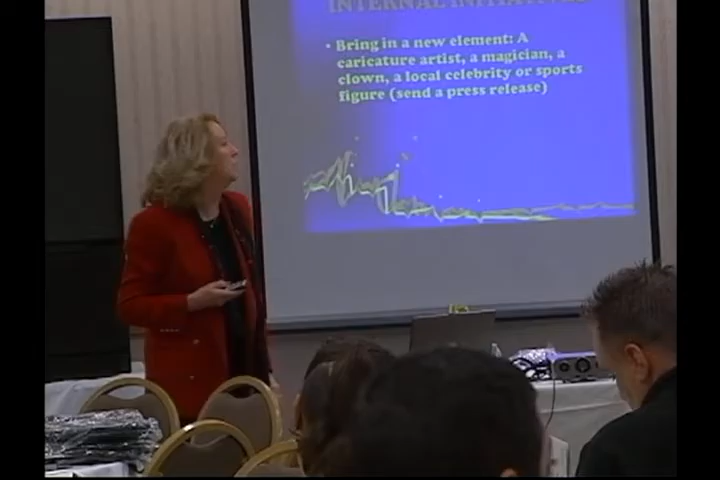 INTERNAL INITIATIVES
• Bring in a new element: A
caricature artist, a magician, a
clown, a local celebrity or sports
figure (send a press release)